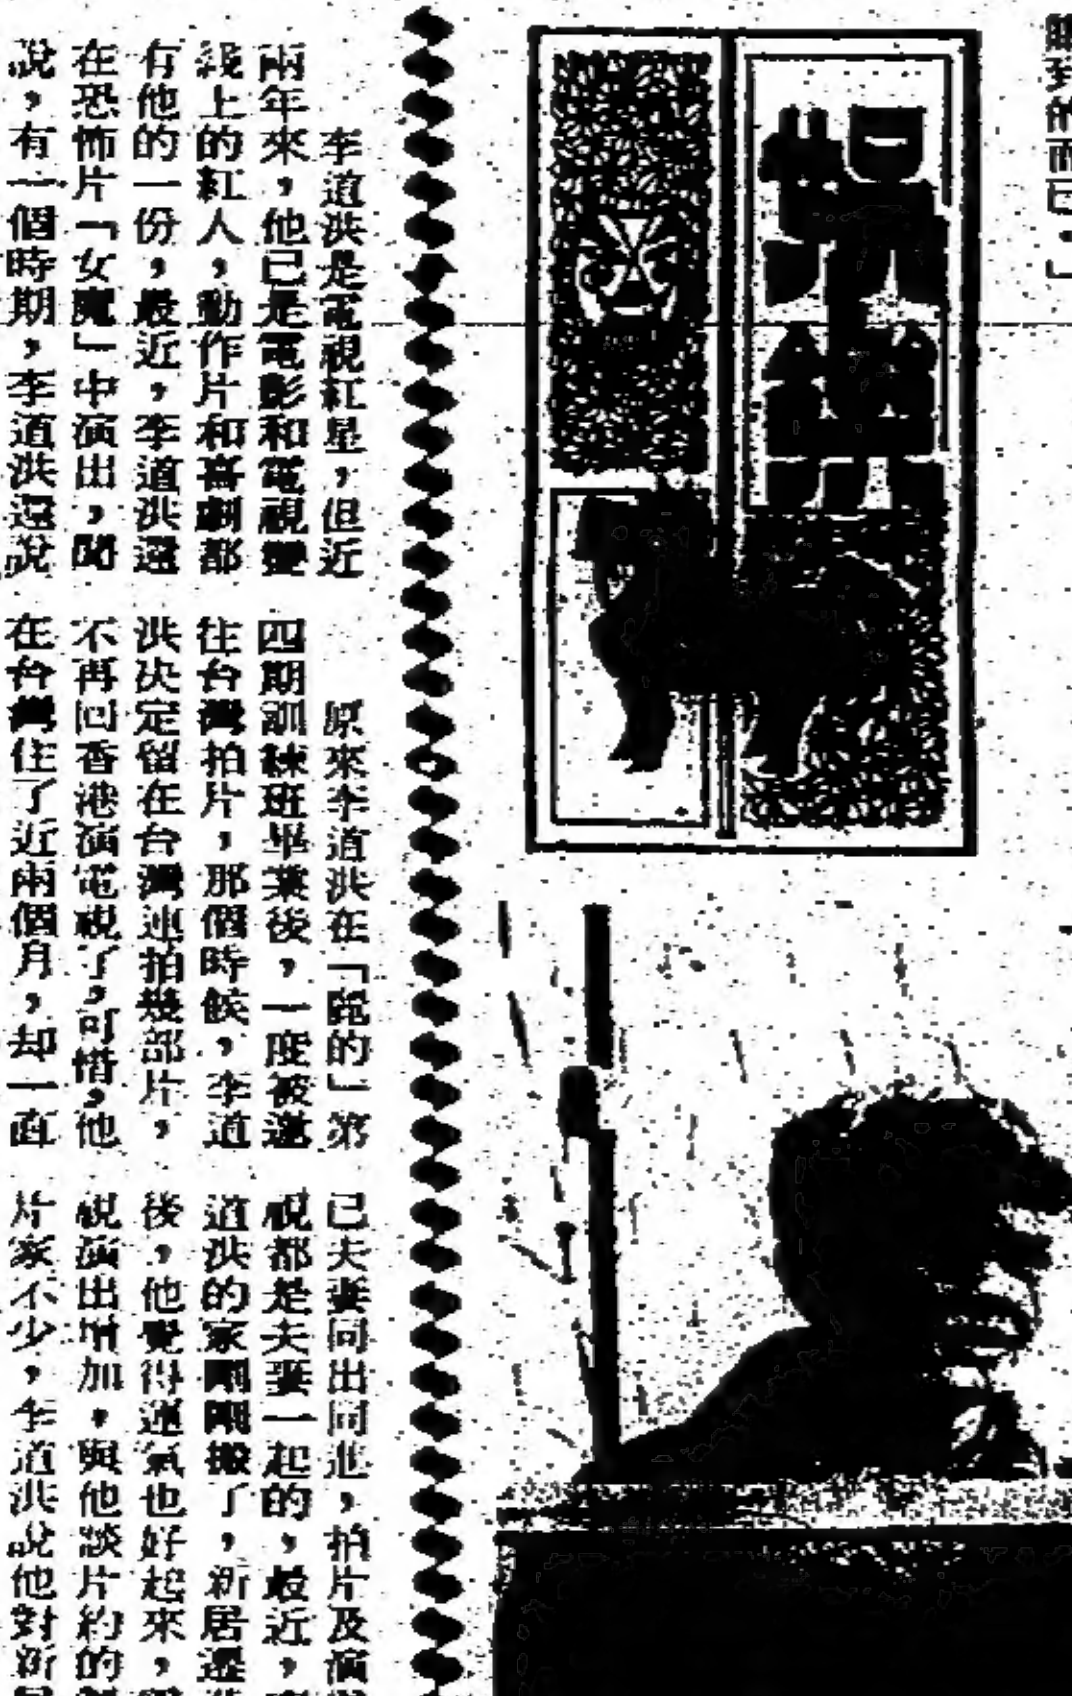 李道洪是電視紅星,但近
兩年來,他已是電影和電視雙
綫上的紅人,動作片和喜劇都
有他的一份,最近,李道洪還
在恐怖片「女魔」中演出,聞
說,有一個時期,李道洪還說
原來李道洪在「麗的」第
四期訓練班畢業後,一度被邀
往台灣拍片,那個時候,李道
洪决定留在台灣連拍幾部片,
不再回香港演電視了,可惜,他
在台灣住了近兩個月,却一直
已夫妻同出同進,拍片及演
視都是夫妻一起的,最近,
道洪的家剛剛搬了,新居遷
後,他覺得運氣也好起來,
視演出增加,與他談片約的
片家不少,李道洪說他對新
而已。」